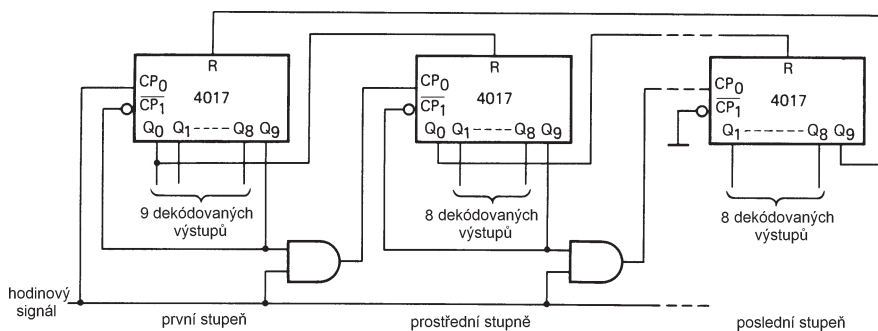 R
CP0
CP1
4017
Q0 Q1 Q8 Q9
9 dekódovaných
výstupů
R
CP0
CP1
4017
Q0 Q1 Q8 Q9
8 dekódovaných
výstupů
R
CP0
CP1
4017
Q1 Q8 Q9
8 dekódovaných
výstupů
hodinový
signál
první stupeň
prostřední stupně
poslední stupeň